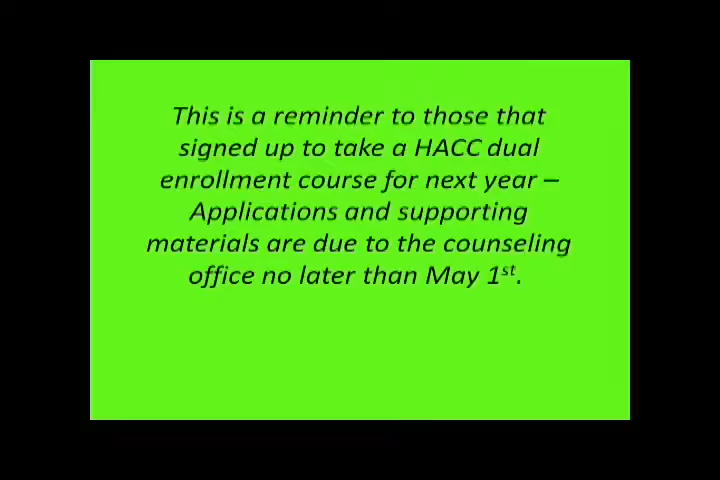 This is a reminder to those that
signed up to take a HACC dual
enrollment course for next year –
Applications and supporting
materials are due to the counseling
office no later than May 1st.